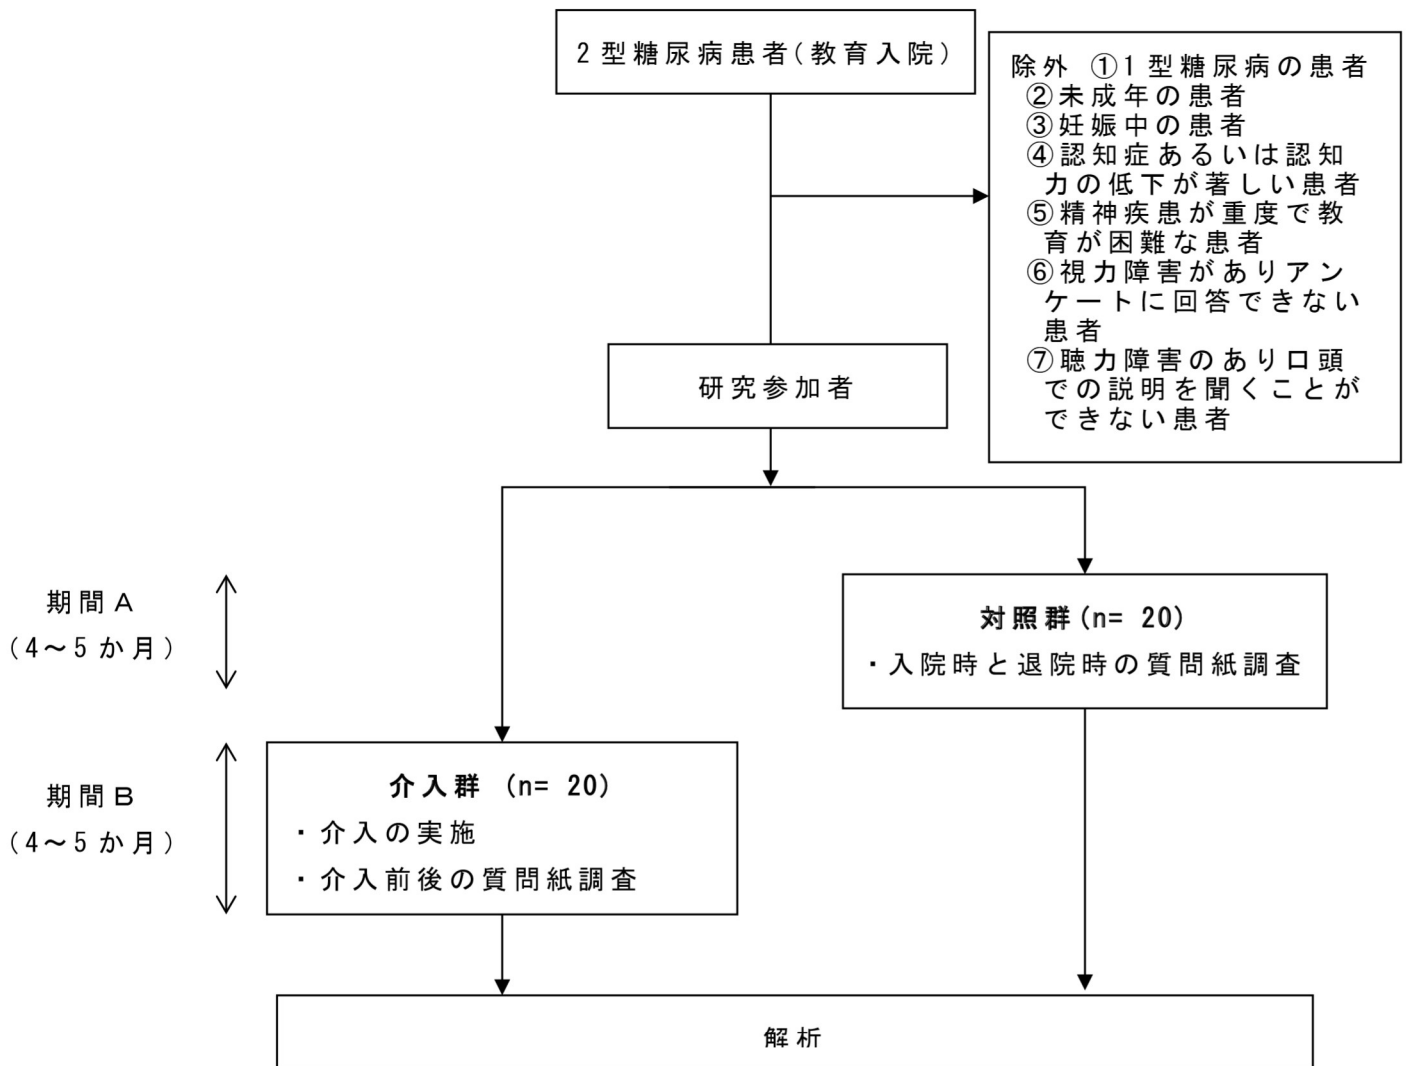 2型糖尿病患者(教育入院)
除外 ①1型糖尿病の患者
②未成年の患者
③妊娠中の患者
④認知症あるいは認知
力の低下が著しい患者
⑤精神疾患が重度で教
育が困難な患者
⑥視力障害がありアン
ケートに回答できない
患者
⑦聴力障害のあり口頭
での説明を聞くことが
できない患者
研究参加者
期間A
(4～5か月)
対照群(n= 20)
・入院時と退院時の質問紙調査
期間B
(4～5か月)
介入群 (n= 20)
・介入の実施
・介入前後の質問紙調査
解析